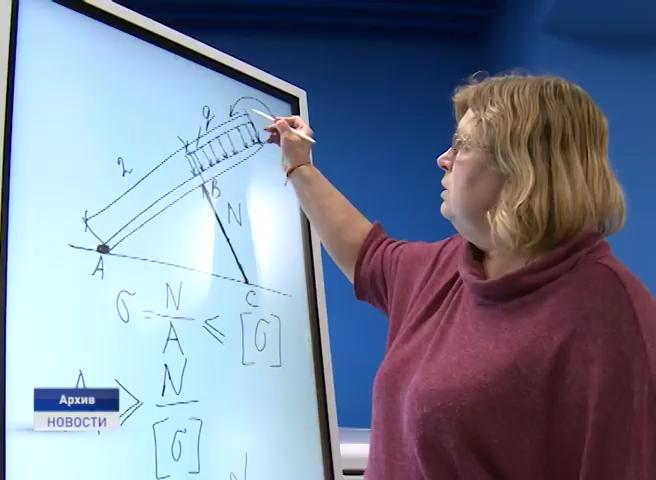 q
2
B
N
A
C
σ = N/A ≤ [σ]
A ≥ N/[σ]
N
Архив
НОВОСТИ